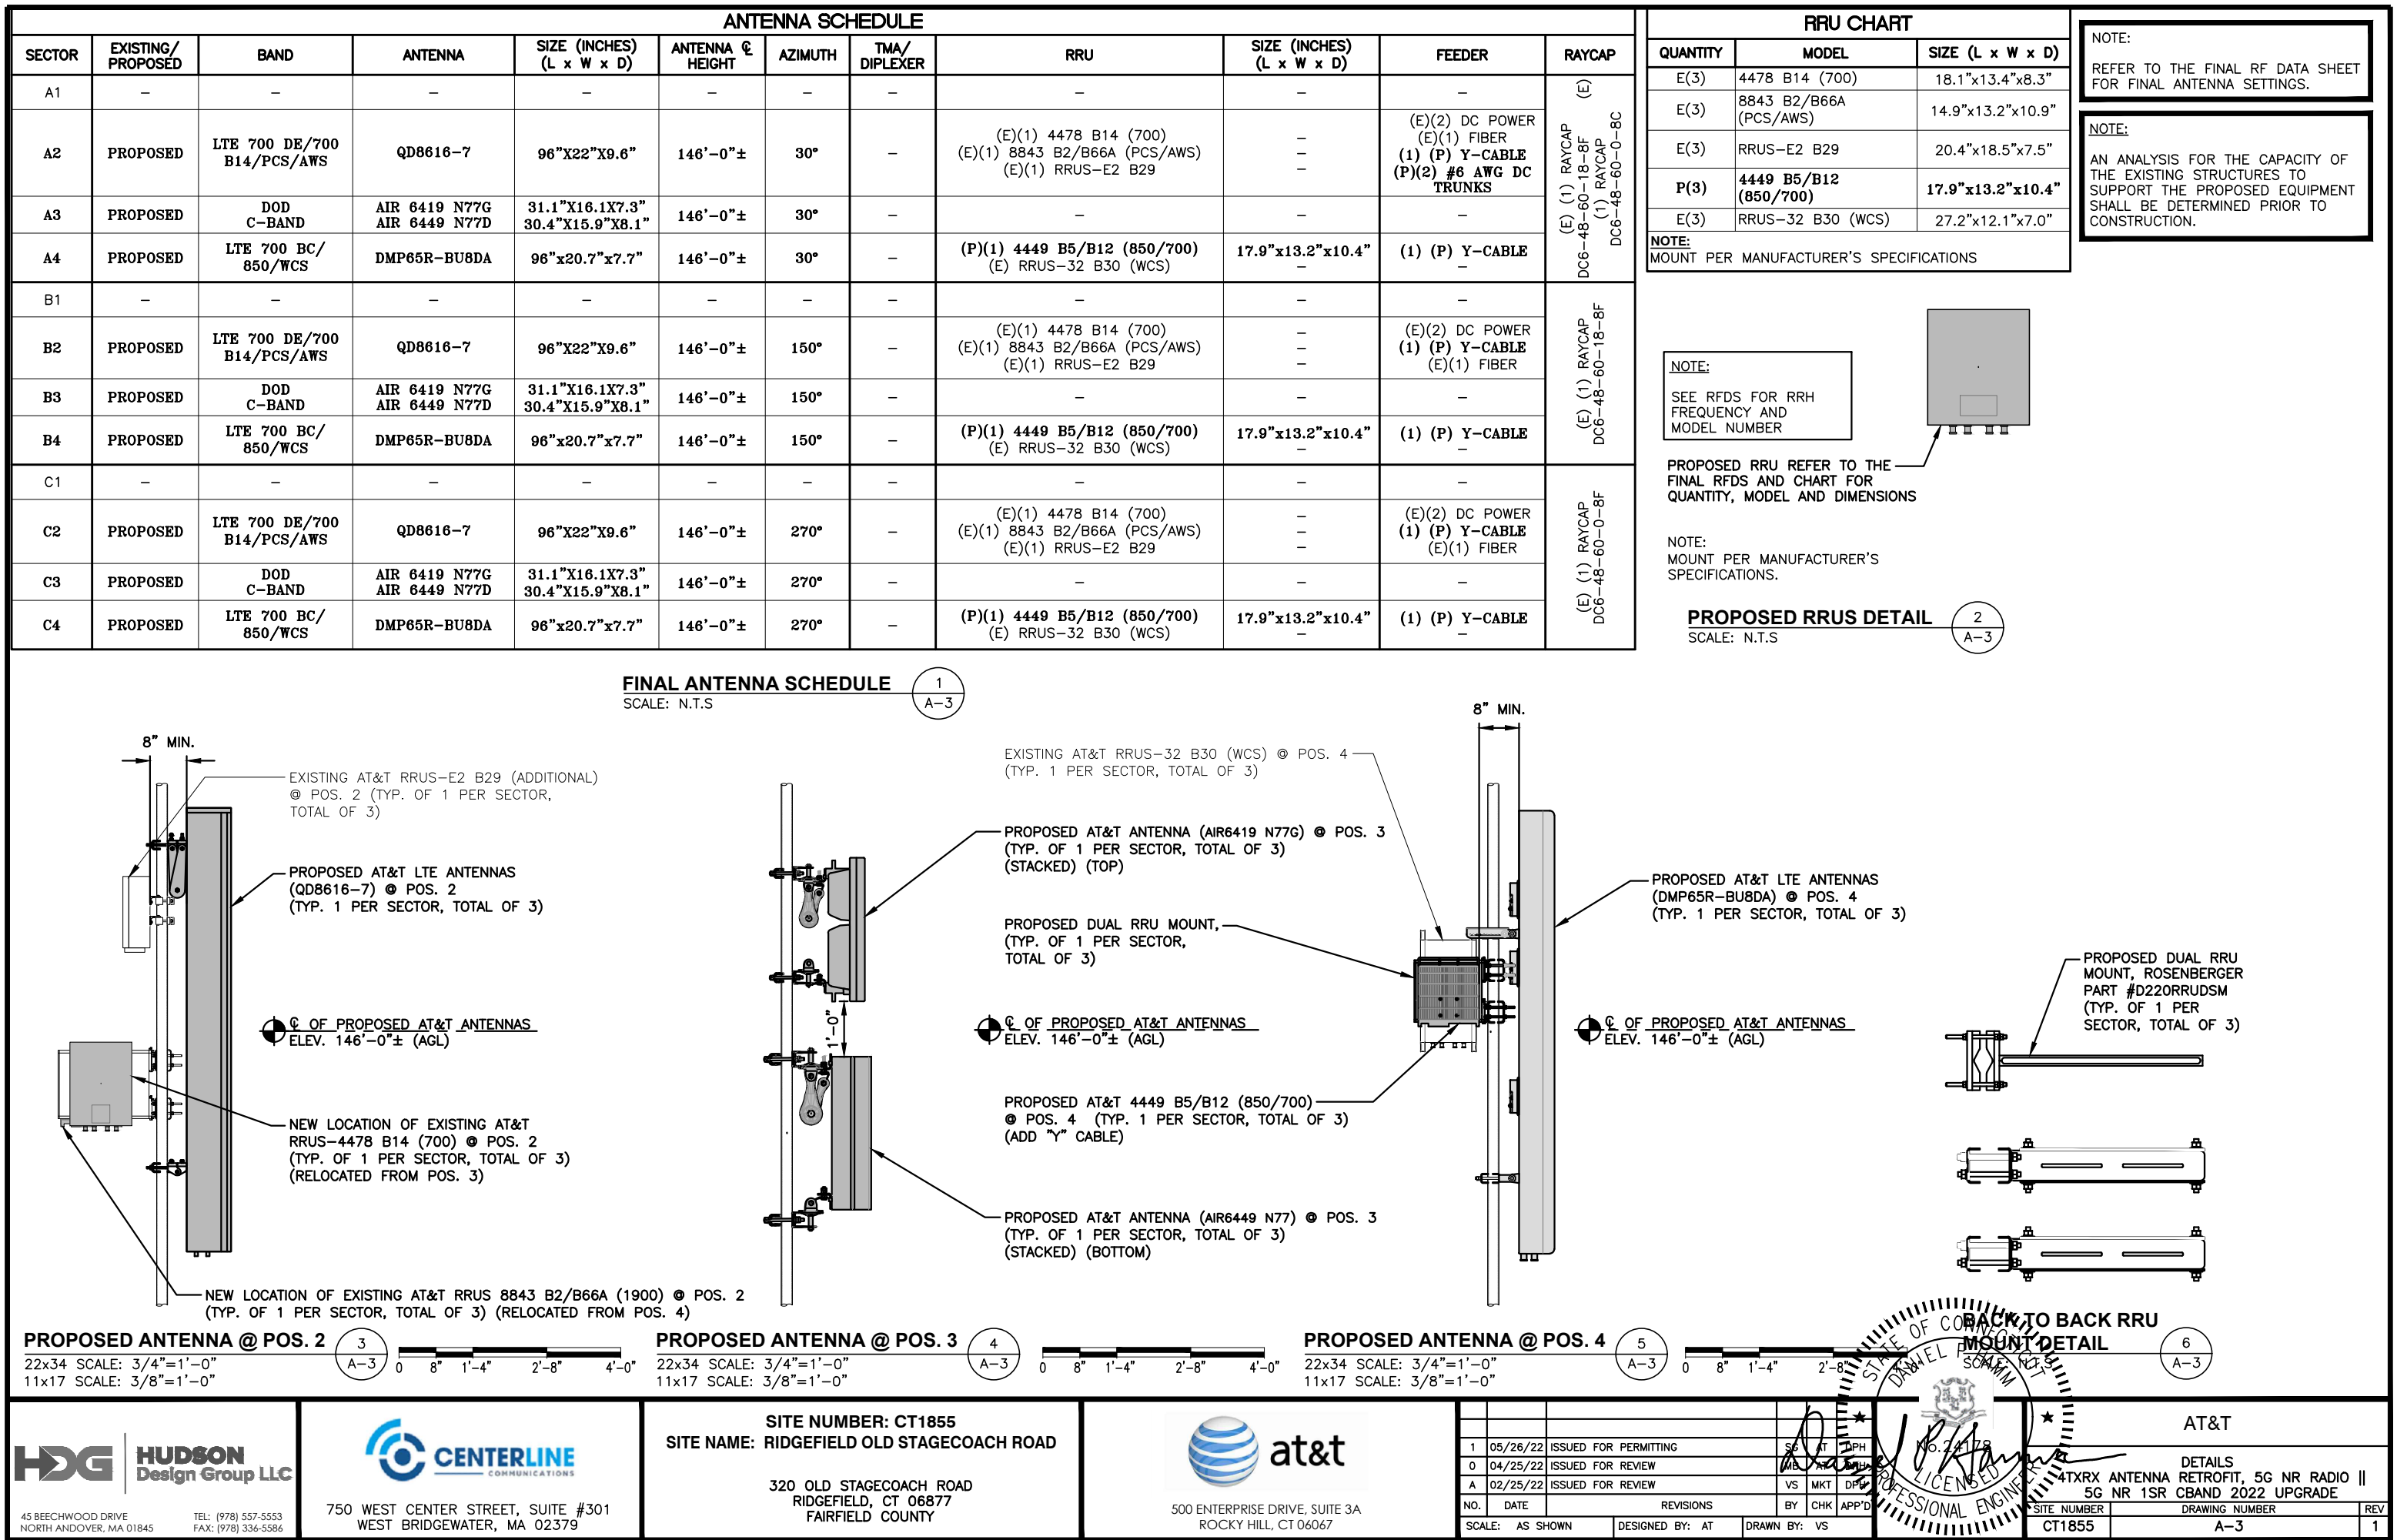 ANTENNA SCHEDULE
SECTOR EXISTING/PROPOSED BAND ANTENNA SIZE (INCHES) (L x W x D) ANTENNA ℄ HEIGHT AZIMUTH TMA/DIPLEXER RRU SIZE (INCHES) (L x W x D) FEEDER RAYCAP
A1 – – – – – – – – – –
A2 PROPOSED LTE 700 DE/700 B14/PCS/AWS QD8616-7 96"X22"X9.6" 146'-0"± 30° – (E)(1) 4478 B14 (700) – (E)(2) DC POWER
(E)(1) 8843 B2/B66A (PCS/AWS) – (E)(1) FIBER
(E)(1) RRUS-E2 B29 – (1) (P) Y-CABLE
(P)(2) #6 AWG DC TRUNKS
A3 PROPOSED DOD C-BAND AIR 6419 N77G AIR 6449 N77D 31.1"X16.1X7.3" 30.4"X15.9"X8.1" 146'-0"± 30° – – – –
A4 PROPOSED LTE 700 BC/850/WCS DMP65R-BU8DA 96"x20.7"x7.7" 146'-0"± 30° – (P)(1) 4449 B5/B12 (850/700) 17.9"x13.2"x10.4" (1) (P) Y-CABLE
(E) RRUS-32 B30 (WCS) – –
(E) (1) RAYCAP DC6-48-60-18-8F (E)
(1) RAYCAP DC6-48-60-0-8C
B1 – – – – – – – – – –
B2 PROPOSED LTE 700 DE/700 B14/PCS/AWS QD8616-7 96"X22"X9.6" 146'-0"± 150° – (E)(1) 4478 B14 (700) – (E)(2) DC POWER
(E)(1) 8843 B2/B66A (PCS/AWS) – (1) (P) Y-CABLE
(E)(1) RRUS-E2 B29 – (E)(1) FIBER
B3 PROPOSED DOD C-BAND AIR 6419 N77G AIR 6449 N77D 31.1"X16.1X7.3" 30.4"X15.9"X8.1" 146'-0"± 150° – – – –
B4 PROPOSED LTE 700 BC/850/WCS DMP65R-BU8DA 96"x20.7"x7.7" 146'-0"± 150° – (P)(1) 4449 B5/B12 (850/700) 17.9"x13.2"x10.4" (1) (P) Y-CABLE
(E) RRUS-32 B30 (WCS) – –
(E) (1) RAYCAP DC6-48-60-18-8F
C1 – – – – – – – – – –
C2 PROPOSED LTE 700 DE/700 B14/PCS/AWS QD8616-7 96"X22"X9.6" 146'-0"± 270° – (E)(1) 4478 B14 (700) – (E)(2) DC POWER
(E)(1) 8843 B2/B66A (PCS/AWS) – (1) (P) Y-CABLE
(E)(1) RRUS-E2 B29 – (E)(1) FIBER
C3 PROPOSED DOD C-BAND AIR 6419 N77G AIR 6449 N77D 31.1"X16.1X7.3" 30.4"X15.9"X8.1" 146'-0"± 270° – – – –
C4 PROPOSED LTE 700 BC/850/WCS DMP65R-BU8DA 96"x20.7"x7.7" 146'-0"± 270° – (P)(1) 4449 B5/B12 (850/700) 17.9"x13.2"x10.4" (1) (P) Y-CABLE
(E) RRUS-32 B30 (WCS) – –
(E) (1) RAYCAP DC6-48-60-0-8F
FINAL ANTENNA SCHEDULE 1 A-3
SCALE: N.T.S
RRU CHART
QUANTITY MODEL SIZE (L x W x D)
E(3) 4478 B14 (700) 18.1"x13.4"x8.3"
E(3) 8843 B2/B66A (PCS/AWS) 14.9"x13.2"x10.9"
E(3) RRUS-E2 B29 20.4"x18.5"x7.5"
P(3) 4449 B5/B12 (850/700) 17.9"x13.2"x10.4"
E(3) RRUS-32 B30 (WCS) 27.2"x12.1"x7.0"
NOTE:
MOUNT PER MANUFACTURER'S SPECIFICATIONS
NOTE:
REFER TO THE FINAL RF DATA SHEET
FOR FINAL ANTENNA SETTINGS.
NOTE:
AN ANALYSIS FOR THE CAPACITY OF
THE EXISTING STRUCTURES TO
SUPPORT THE PROPOSED EQUIPMENT
SHALL BE DETERMINED PRIOR TO
CONSTRUCTION.
NOTE:
SEE RFDS FOR RRH
FREQUENCY AND
MODEL NUMBER
PROPOSED RRU REFER TO THE
FINAL RFDS AND CHART FOR
QUANTITY, MODEL AND DIMENSIONS
NOTE:
MOUNT PER MANUFACTURER'S
SPECIFICATIONS.
PROPOSED RRUS DETAIL 2 A-3
SCALE: N.T.S
8" MIN.
EXISTING AT&T RRUS-E2 B29 (ADDITIONAL)
@ POS. 2 (TYP. OF 1 PER SECTOR,
TOTAL OF 3)
PROPOSED AT&T LTE ANTENNAS
(QD8616-7) @ POS. 2
(TYP. 1 PER SECTOR, TOTAL OF 3)
℄ OF PROPOSED AT&T ANTENNAS
ELEV. 146'-0"± (AGL)
NEW LOCATION OF EXISTING AT&T
RRUS-4478 B14 (700) @ POS. 2
(TYP. OF 1 PER SECTOR, TOTAL OF 3)
(RELOCATED FROM POS. 3)
NEW LOCATION OF EXISTING AT&T RRUS 8843 B2/B66A (1900) @ POS. 2
(TYP. OF 1 PER SECTOR, TOTAL OF 3) (RELOCATED FROM POS. 4)
PROPOSED ANTENNA @ POS. 2 3 A-3
22x34 SCALE: 3/4"=1'-0"
11x17 SCALE: 3/8"=1'-0"
0 8" 1'-4" 2'-8" 4'-0"
1'-0"
PROPOSED AT&T ANTENNA (AIR6419 N77G) @ POS. 3
(TYP. OF 1 PER SECTOR, TOTAL OF 3)
(STACKED) (TOP)
℄ OF PROPOSED AT&T ANTENNAS
ELEV. 146'-0"± (AGL)
PROPOSED AT&T ANTENNA (AIR6449 N77) @ POS. 3
(TYP. OF 1 PER SECTOR, TOTAL OF 3)
(STACKED) (BOTTOM)
PROPOSED ANTENNA @ POS. 3 4 A-3
22x34 SCALE: 3/4"=1'-0"
11x17 SCALE: 3/8"=1'-0"
0 8" 1'-4" 2'-8" 4'-0"
8" MIN.
EXISTING AT&T RRUS-32 B30 (WCS) @ POS. 4
(TYP. 1 PER SECTOR, TOTAL OF 3)
PROPOSED DUAL RRU MOUNT,
(TYP. OF 1 PER SECTOR,
TOTAL OF 3)
PROPOSED AT&T 4449 B5/B12 (850/700)
@ POS. 4 (TYP. 1 PER SECTOR, TOTAL OF 3)
(ADD "Y" CABLE)
PROPOSED AT&T LTE ANTENNAS
(DMP65R-BU8DA) @ POS. 4
(TYP. 1 PER SECTOR, TOTAL OF 3)
℄ OF PROPOSED AT&T ANTENNAS
ELEV. 146'-0"± (AGL)
PROPOSED ANTENNA @ POS. 4 5 A-3
22x34 SCALE: 3/4"=1'-0"
11x17 SCALE: 3/8"=1'-0"
0 8" 1'-4" 2'-8"
PROPOSED DUAL RRU
MOUNT, ROSENBERGER
PART #D220RRUDSM
(TYP. OF 1 PER
SECTOR, TOTAL OF 3)
BACK TO BACK RRU
MOUNT DETAIL 6 A-3
SCALE: N.T.S
STATE OF CONNECTICUT
DANIEL P. HAMM
No.24178
LICENSED
PROFESSIONAL ENGINEER
HDG HUDSON
Design Group LLC
45 BEECHWOOD DRIVE TEL: (978) 557-5553
NORTH ANDOVER, MA 01845 FAX: (978) 336-5586
CENTERLINE
COMMUNICATIONS
750 WEST CENTER STREET, SUITE #301
WEST BRIDGEWATER, MA 02379
SITE NUMBER: CT1855
SITE NAME: RIDGEFIELD OLD STAGECOACH ROAD
320 OLD STAGECOACH ROAD
RIDGEFIELD, CT 06877
FAIRFIELD COUNTY
at&t
500 ENTERPRISE DRIVE, SUITE 3A
ROCKY HILL, CT 06067
1 05/26/22 ISSUED FOR PERMITTING SG AT DPH
0 04/25/22 ISSUED FOR REVIEW MB AT DPH
A 02/25/22 ISSUED FOR REVIEW VS MKT DPH
NO. DATE REVISIONS BY CHK APP'D
SCALE: AS SHOWN DESIGNED BY: AT DRAWN BY: VS
AT&T
DETAILS
4TXRX ANTENNA RETROFIT, 5G NR RADIO ||
5G NR 1SR CBAND 2022 UPGRADE
SITE NUMBER DRAWING NUMBER REV
CT1855 A-3 1